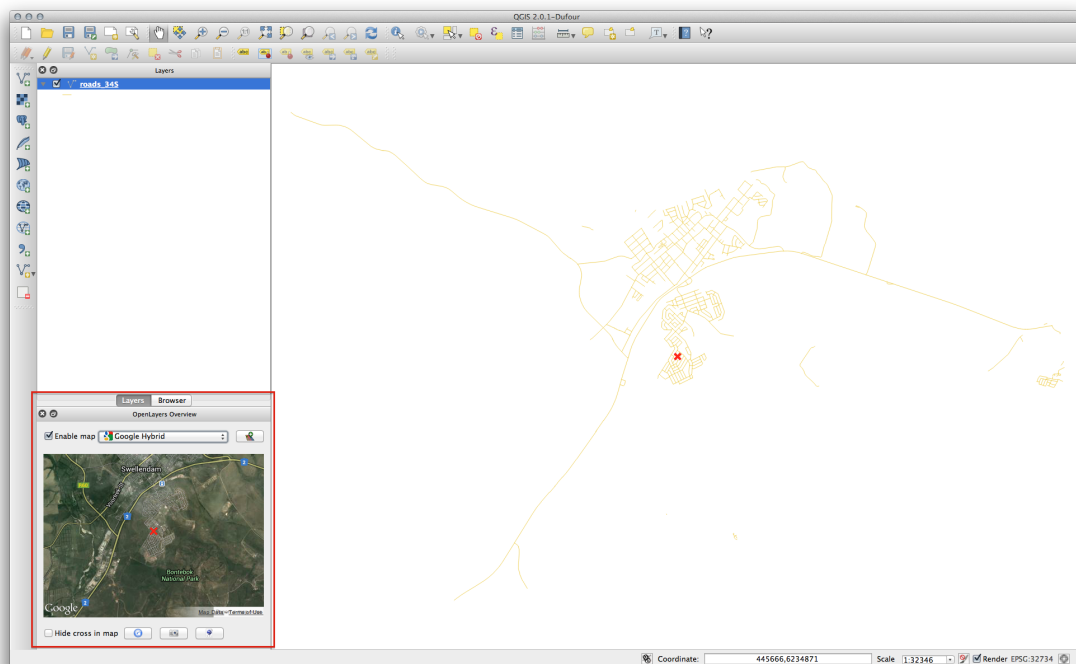 QGIS 2.0.1-Dufour
Layers
roads_345
Layers Browser
OpenLayers Overview
Enable map Google Hybrid
Swellendam
Bontebok
National Park
Google
Map Data - Terms of Use
Hide cross in map
Coordinate: 445666,6234871 Scale 1:32346 Render EPSG:32734